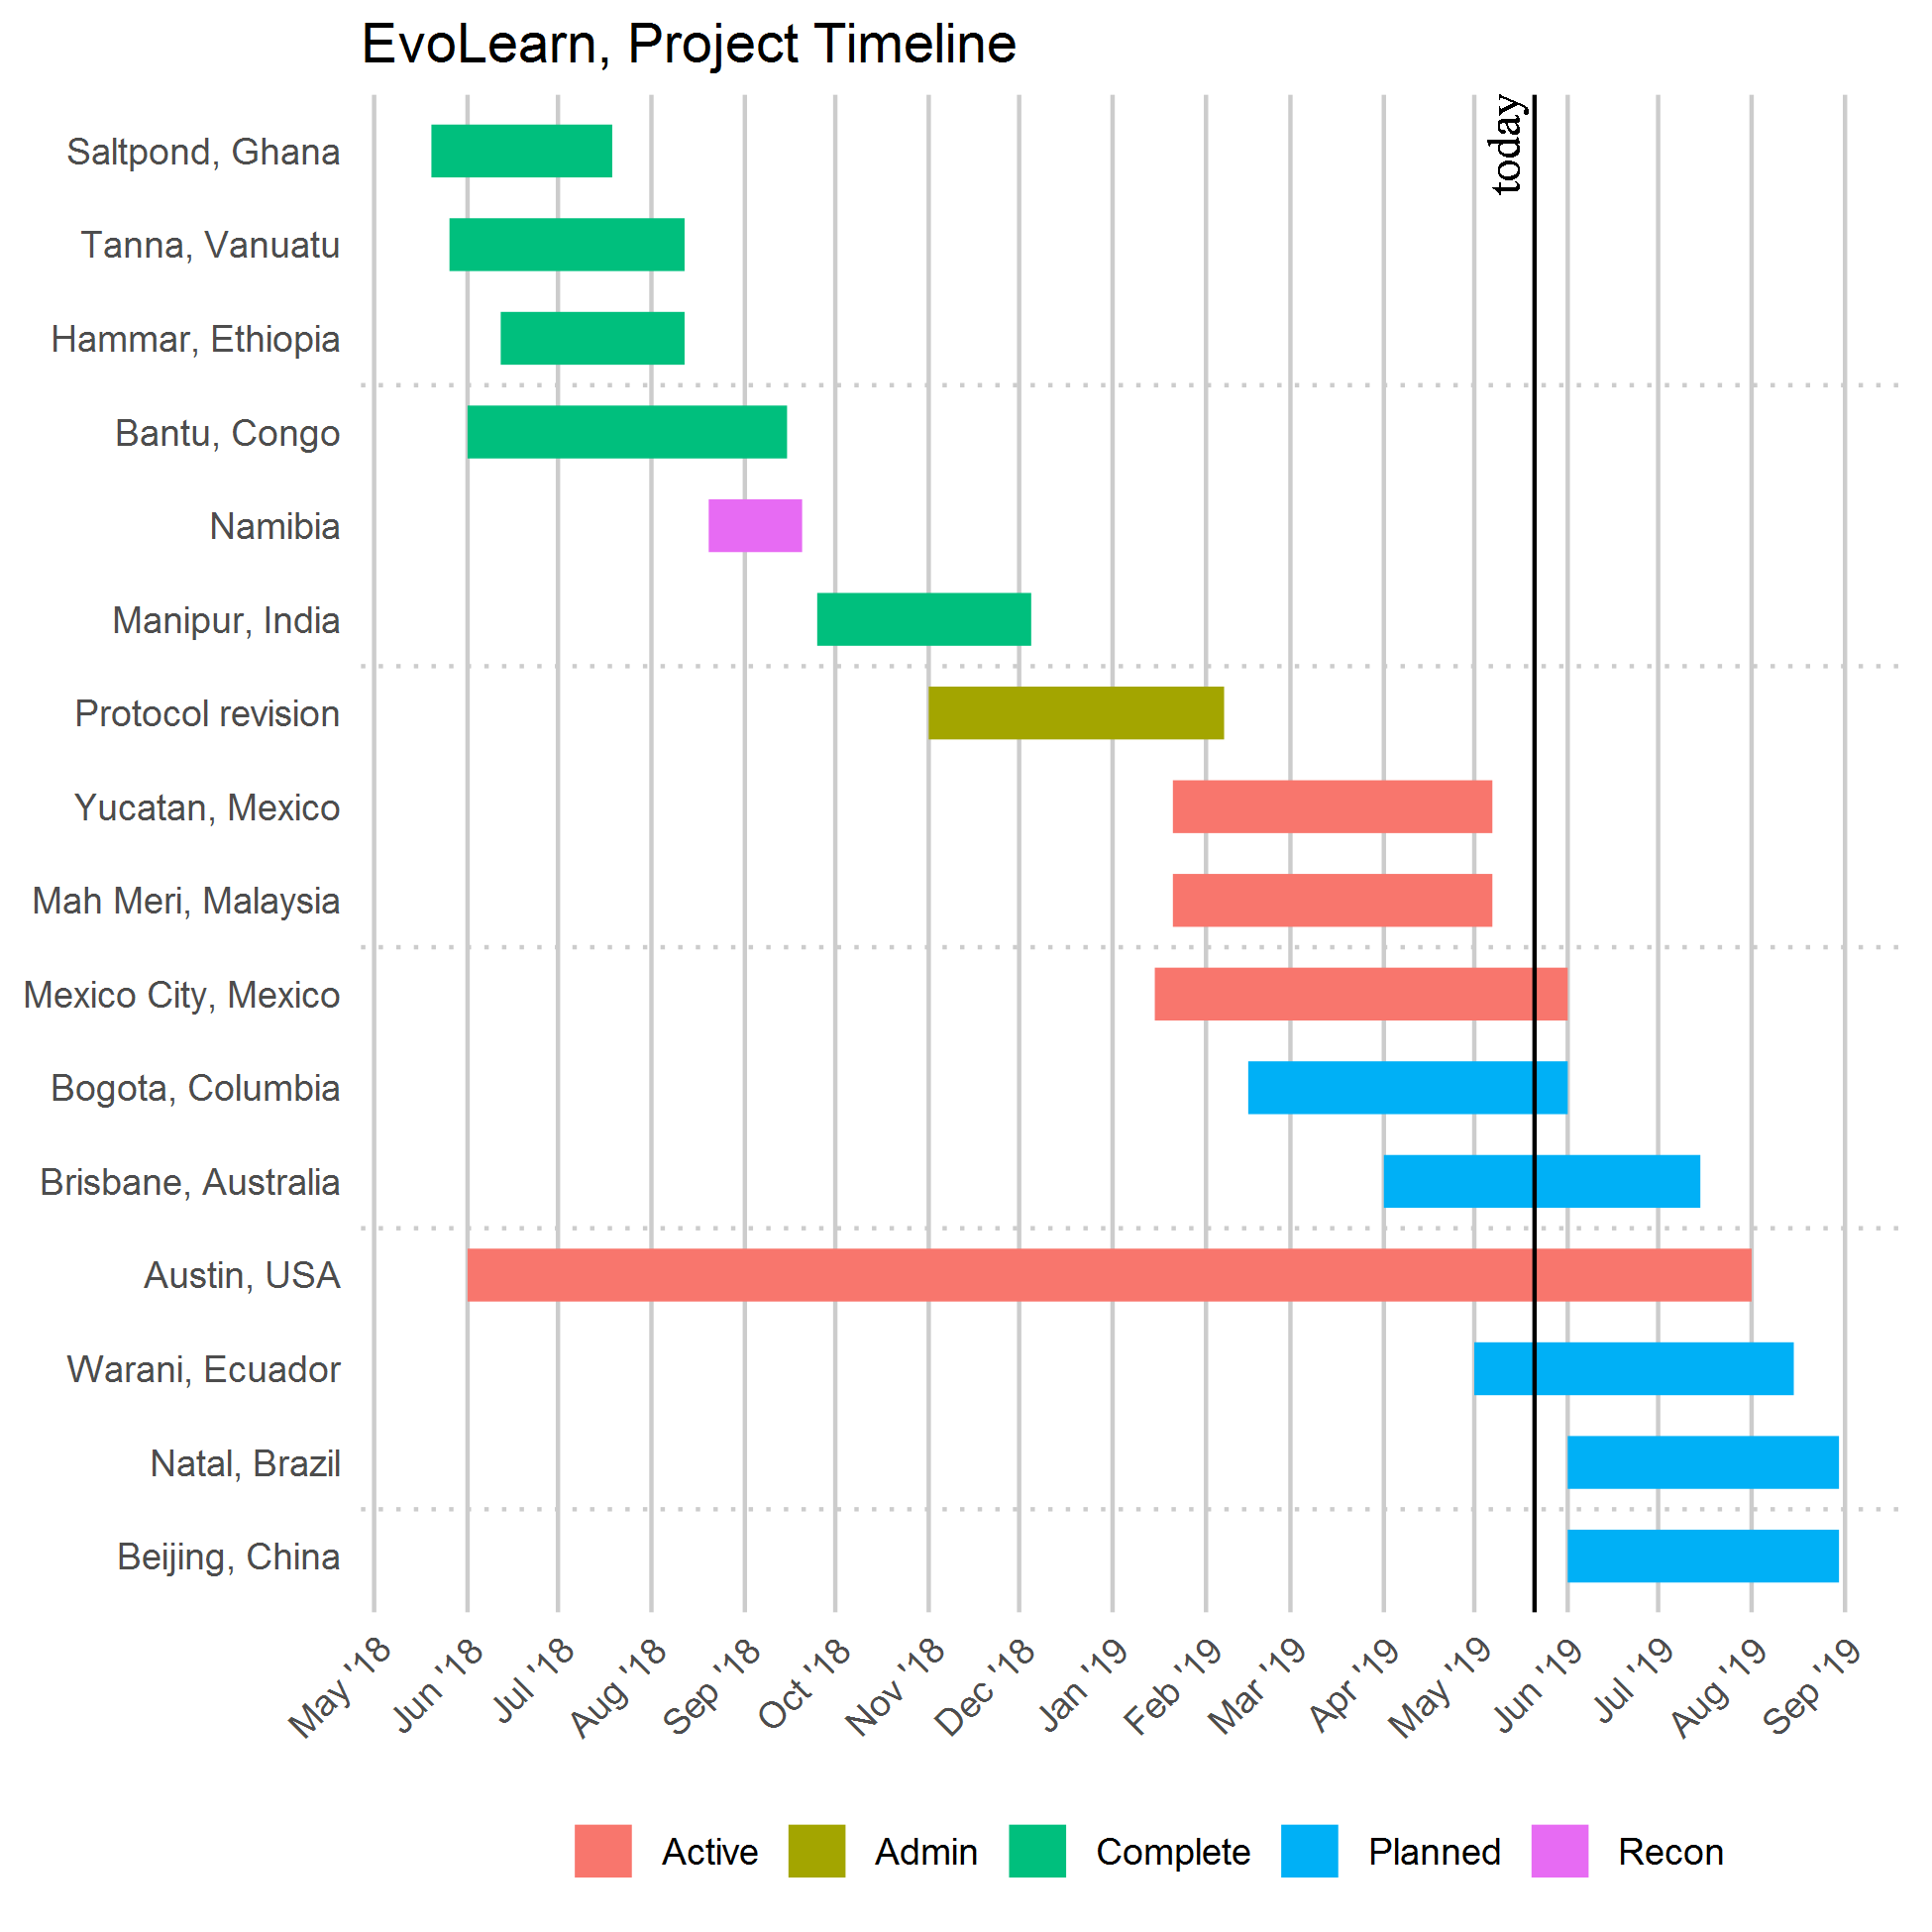 EvoLearn, Project Timeline
today
Saltpond, Ghana
Tanna, Vanuatu
Hammar, Ethiopia
Bantu, Congo
Namibia
Manipur, India
Protocol revision
Yucatan, Mexico
Mah Meri, Malaysia
Mexico City, Mexico
Bogota, Columbia
Brisbane, Australia
Austin, USA
Warani, Ecuador
Natal, Brazil
Beijing, China
May '18
Jun '18
Jul '18
Aug '18
Sep '18
Oct '18
Nov '18
Dec '18
Jan '19
Feb '19
Mar '19
Apr '19
May '19
Jun '19
Jul '19
Aug '19
Sep '19
Active
Admin
Complete
Planned
Recon